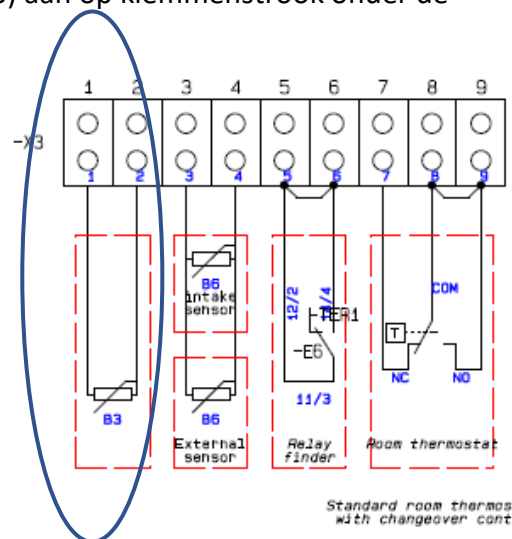 aan op klemmenstrook onder de
1 2 3 4 5 6 7 8 9
-X3
1 2 3 4 5 6 7 8 9
B6
intake
sensor
12/2
-TER1
COM
T
-E6
NC NO
B3
B6
11/3
External
sensor
Relay
finder
Room thermostat
Standard room thermos
with changeover cont